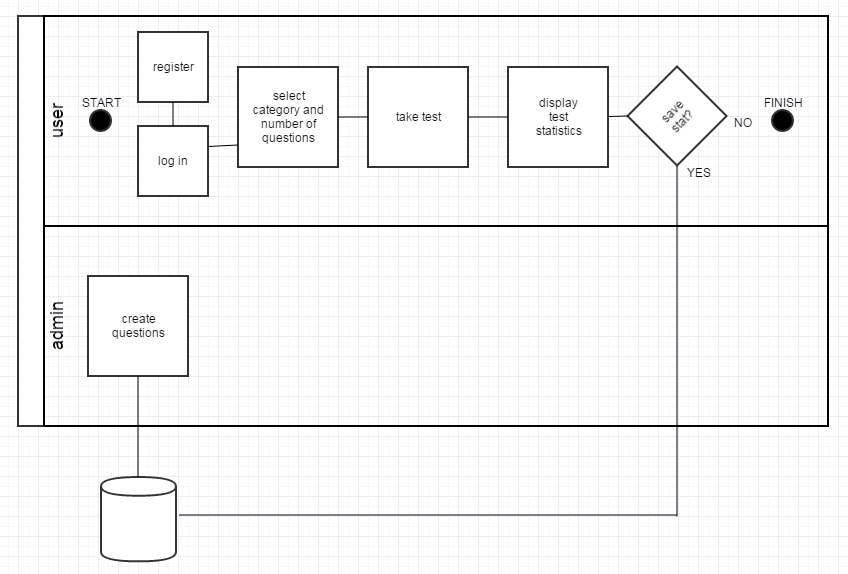 user
START
register
log in
select
category and
number of
questions
take test
display
test
statistics
save
stat?
NO
YES
FINISH
admin
create
questions